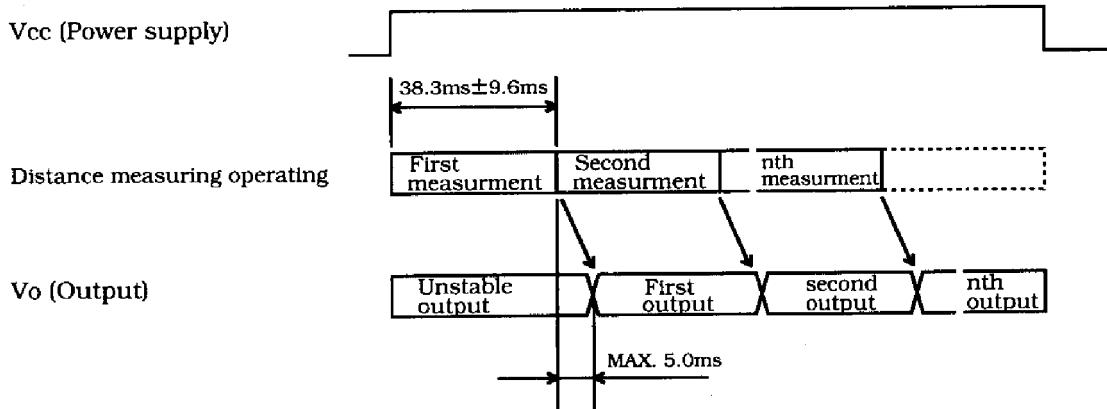 Vcc (Power supply)
38.3ms±9.6ms
Distance measuring operating
First
measurment
Second
measurment
nth
measurment
Vo (Output)
Unstable
output
First
output
second
output
nth
output
MAX. 5.0ms